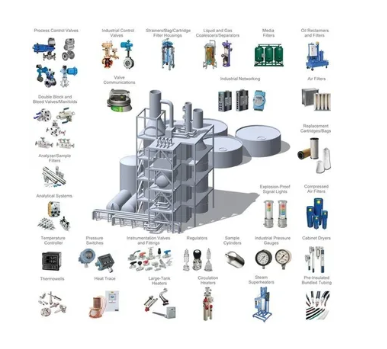 Process Control Valves
Industrial Control
Valves
Strainers/Bag/Cartridge
Filter Housings
Liquid and Gas
Coalescers/Separators
Media
Filters
Oil Reclaimers
and Filters
Valve
Communications
Industrial Networking
Air Filters
Double Block and
Bleed Valves/Manifolds
Replacement
Cartridges/Bags
Analyzer/Sample
Filters
Analytical Systems
Explosion-Proof
Signal Lights
Compressed Air
Filters
Temperature
Controller
Pressure
Switches
Instrumentation Valves
and Fittings
Regulators
Sample
Cylinders
Industrial Pressure
Gauges
Cabinet Dryers
Thermowells
Heat Trace
Large-Tank
Heaters
Circulation
Heaters
Steam
Superheaters
Pre-Insulated
Bundled Tubing